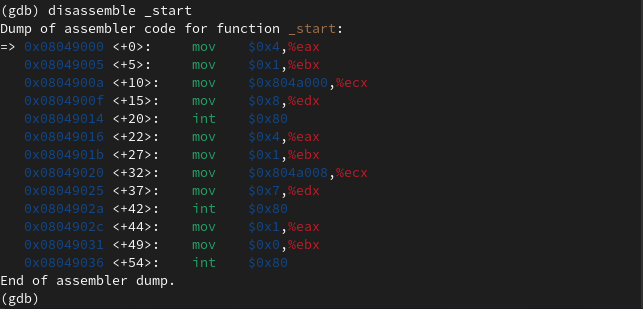 (gdb) disassemble _start
Dump of assembler code for function _start:
=> 0x08049000 <+0>:     mov    $0x4,%eax
   0x08049005 <+5>:     mov    $0x1,%ebx
   0x0804900a <+10>:    mov    $0x804a000,%ecx
   0x0804900f <+15>:    mov    $0x8,%edx
   0x08049014 <+20>:    int    $0x80
   0x08049016 <+22>:    mov    $0x4,%eax
   0x0804901b <+27>:    mov    $0x1,%ebx
   0x08049020 <+32>:    mov    $0x804a008,%ecx
   0x08049025 <+37>:    mov    $0x7,%edx
   0x0804902a <+42>:    int    $0x80
   0x0804902c <+44>:    mov    $0x1,%eax
   0x08049031 <+49>:    mov    $0x0,%ebx
   0x08049036 <+54>:    int    $0x80
End of assembler dump.
(gdb)